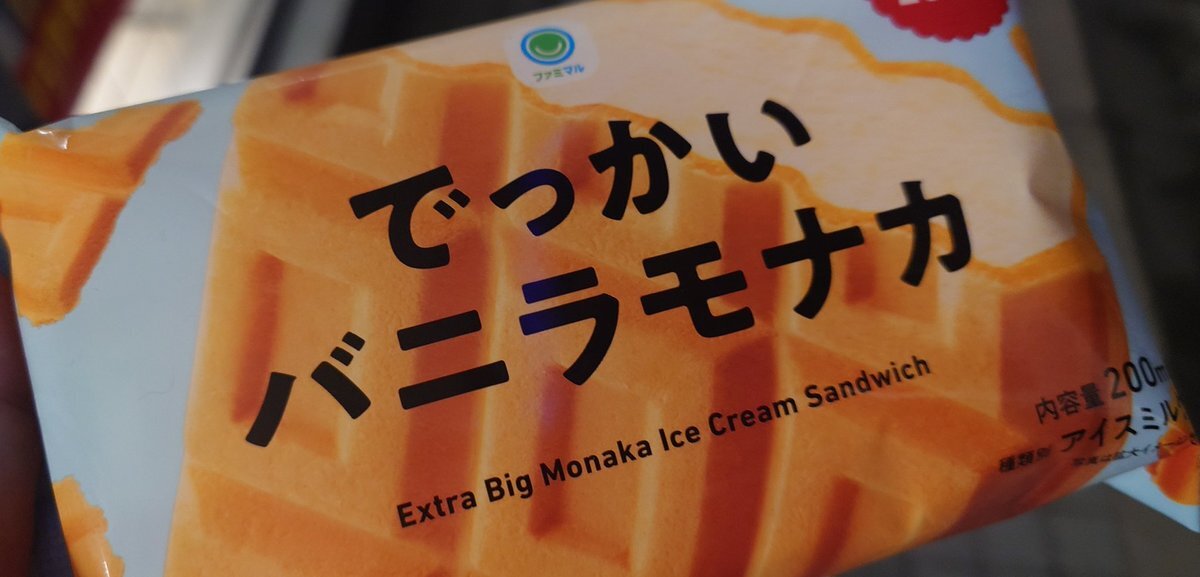 ファミマル
でっかい
バニラモナカ
Extra Big Monaka Ice Cream Sandwich
内容量 200m
種類別 アイスミル